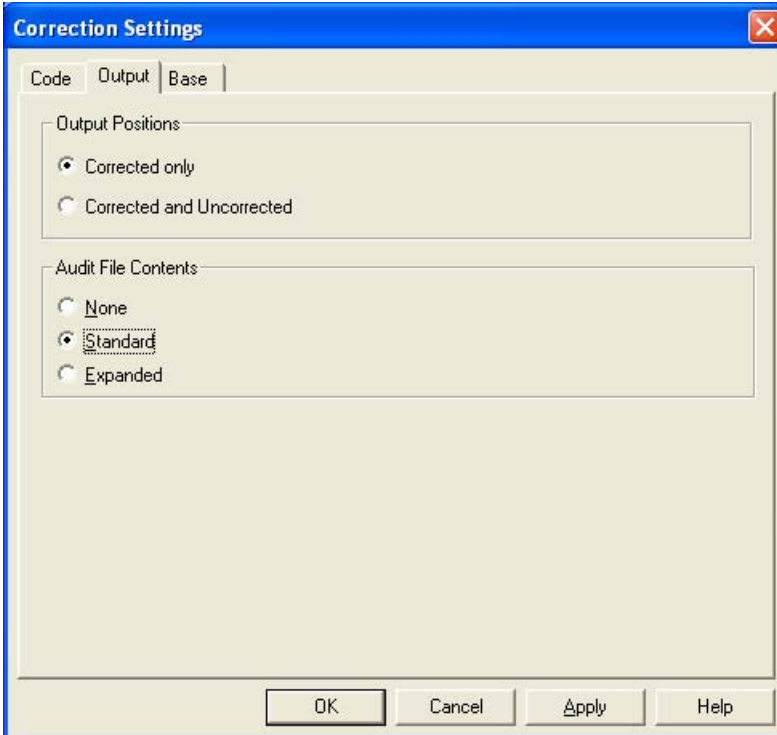 Correction Settings
Code Output Base
Output Positions
Corrected only
Corrected and Uncorrected
Audit File Contents
None
Standard
Expanded
OK Cancel Apply Help